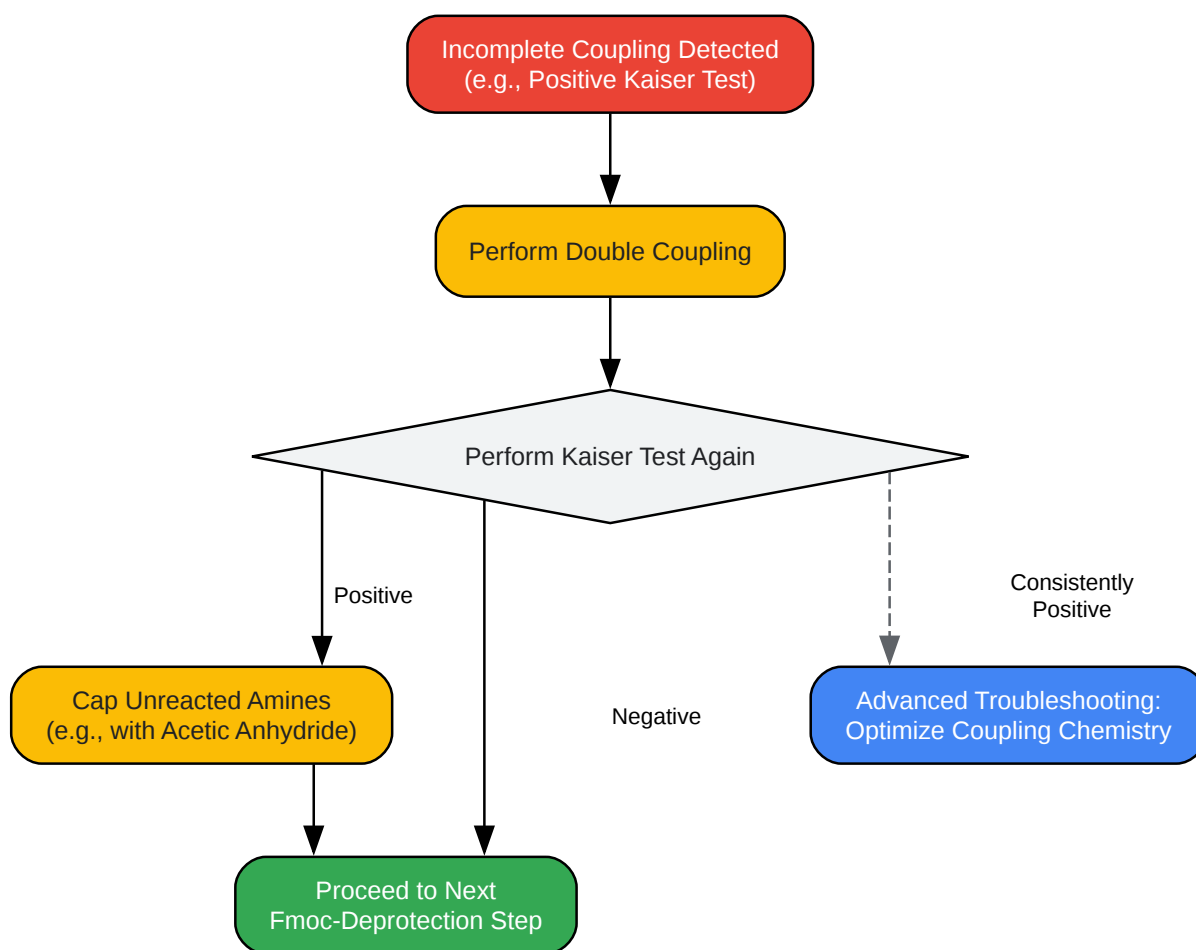 Incomplete Coupling Detected
(e.g., Positive Kaiser Test)
Perform Double Coupling
Perform Kaiser Test Again
Positive
Consistently
Positive
Cap Unreacted Amines
(e.g., with Acetic Anhydride)
Negative
Advanced Troubleshooting:
Optimize Coupling Chemistry
Proceed to Next
Fmoc-Deprotection Step